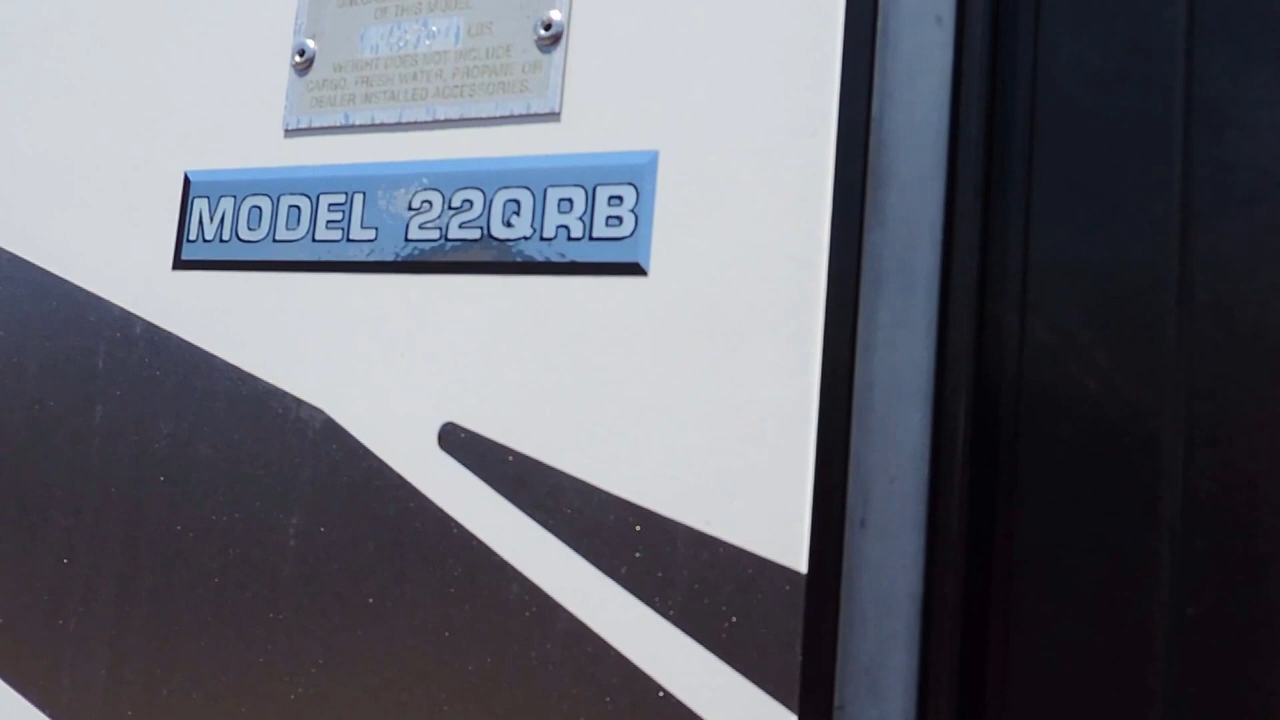 OF THIS MODEL
LBS
WEIGHT DOES NOT INCLUDE
CARGO, FRESH WATER, PROPANE OR
DEALER INSTALLED ACCESSORIES.
MODEL 22QRB